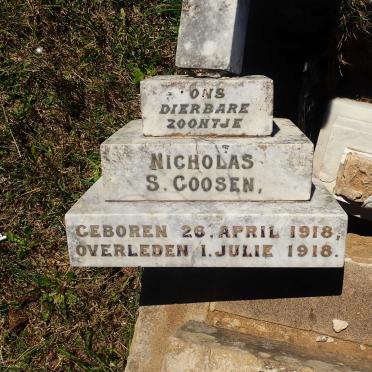 ONS
DIERBARE
ZOONTJE
NICHOLAS
S. COOSEN,
GEBOREN 26. APRIL 1918,
OVERLEDEN 1. JULIE 1918.